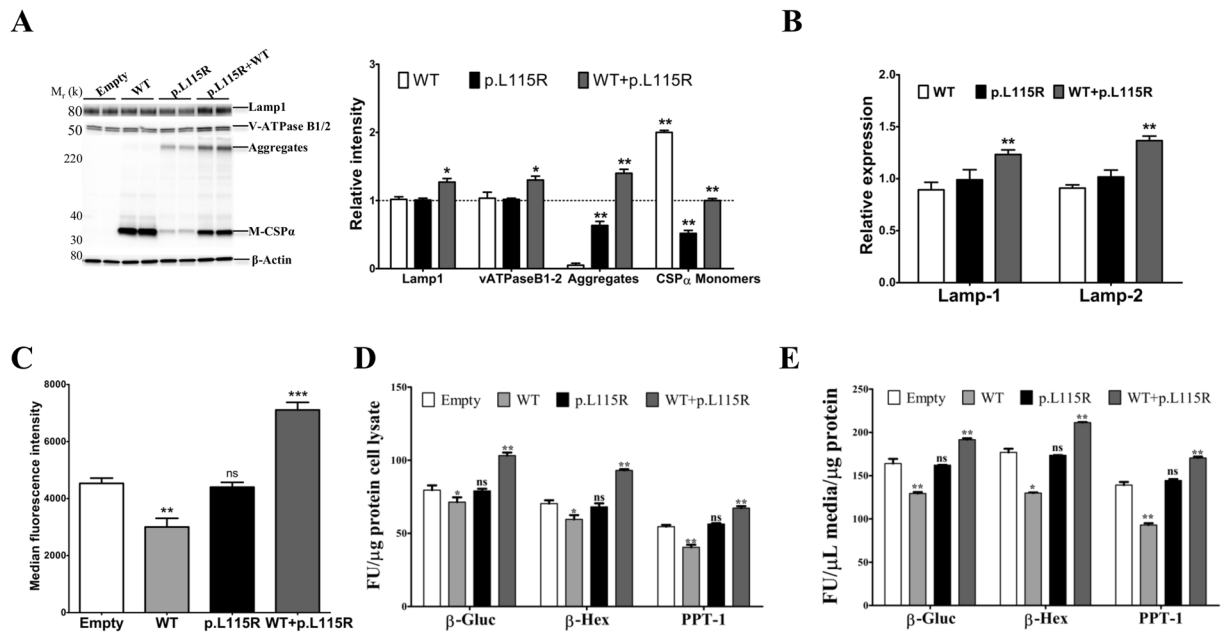 A
Empty
WT
p.L115R
p.L115R+WT
Mr (k)
80
50
220
40
30
80
Lamp1
V-ATPase B1/2
Aggregates
M-CSPα
β-Actin
WT p.L115R WT+p.L115R
Relative intensity
3
2
1
0
* * ** ** ** ** **
Lamp1 vATPaseB1-2 Aggregates CSPα Monomers
B
WT p.L115R WT+p.L115R
Relative expression
2.0
1.5
1.0
0.5
0.0
** **
Lamp-1 Lamp-2
C
Median fluorescence intensity
8000
6000
4000
2000
0
** ns ***
Empty WT p.L115R WT+p.L115R
D
Empty WT p.L115R WT+p.L115R
FU/μg protein cell lysate
150
100
50
0
* ns ** * ns ** ** ns **
β-Gluc β-Hex PPT-1
E
Empty WT p.L115R WT+p.L115R
FU/μL media/μg protein
250
200
150
100
50
0
** ns ** * ns ** ** ns **
β-Gluc β-Hex PPT-1